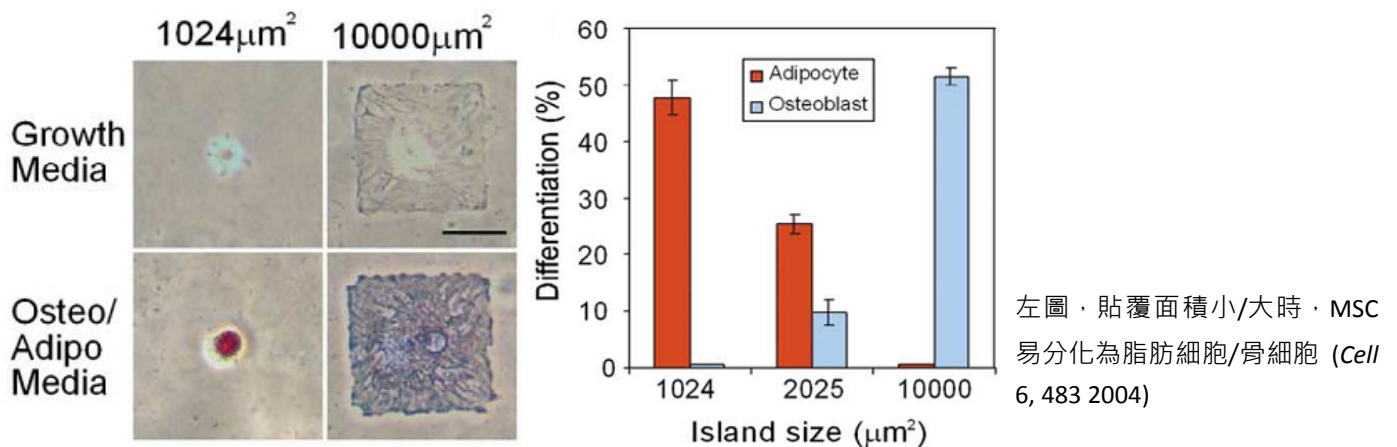 1024μm²
10000μm²
Growth
Media
Osteo/
Adipo
Media
60
50
40
30
20
10
0
Differentiation (%)
Adipocyte
Osteoblast
1024
2025
10000
Island size (μm²)
左圖，貼覆面積小/大時，MSC
易分化為脂肪細胞/骨細胞 (Cell
6, 483 2004)